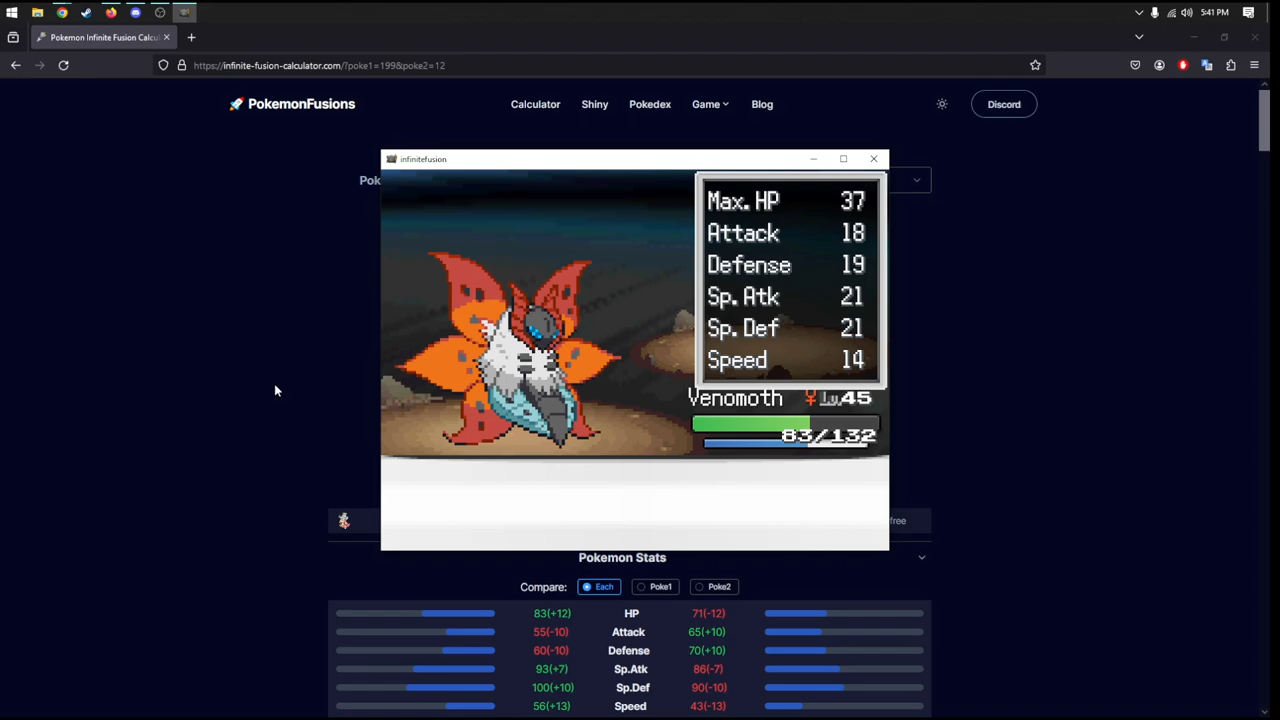 5:41 PM
Pokemon Infinite Fusion Calcu
https://infinite-fusion-calculator.com/?poke1=199&poke2=12
PokemonFusions
Calculator
Shiny
Pokedex
Game
Blog
Discord
infinitefusion
Pok
Max.HP 37
Attack 18
Defense 19
Sp.Atk 21
Sp.Def 21
Speed 14
Venomoth ♀ Lv.45
83/132
free
Pokemon Stats
Compare: Each Poke1 Poke2
83(+12) HP 71(-12)
55(-10) Attack 65(+10)
60(-10) Defense 70(+10)
93(+7) Sp.Atk 86(-7)
100(+10) Sp.Def 90(-10)
56(+13) Speed 43(-13)